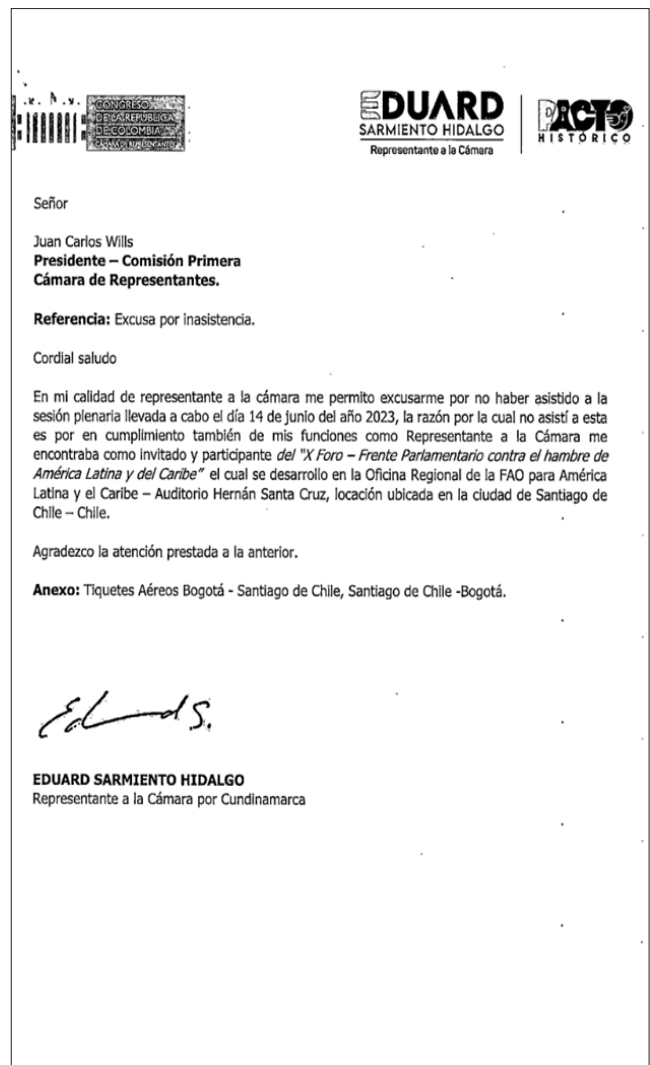 CONGRESO
DE LA REPÚBLICA
DE COLOMBIA
CÁMARA DE REPRESENTANTES
EDUARD
SARMIENTO HIDALGO
Representante a la Cámara
PACTO
HISTÓRICO
Señor
Juan Carlos Wills
Presidente – Comisión Primera
Cámara de Representantes.
Referencia: Excusa por inasistencia.
Cordial saludo
En mi calidad de representante a la cámara me permito excusarme por no haber asistido a la
sesión plenaria llevada a cabo el día 14 de junio del año 2023, la razón por la cual no asistí a esta
es por en cumplimiento también de mis funciones como Representante a la Cámara me
encontraba como invitado y participante del "X Foro – Frente Parlamentario contra el hambre de
América Latina y del Caribe" el cual se desarrollo en la Oficina Regional de la FAO para América
Latina y el Caribe – Auditorio Hernán Santa Cruz, locación ubicada en la ciudad de Santiago de
Chile – Chile.
Agradezco la atención prestada a la anterior.
Anexo: Tiquetes Aéreos Bogotá - Santiago de Chile, Santiago de Chile -Bogotá.
Eduard S.
EDUARD SARMIENTO HIDALGO
Representante a la Cámara por Cundinamarca